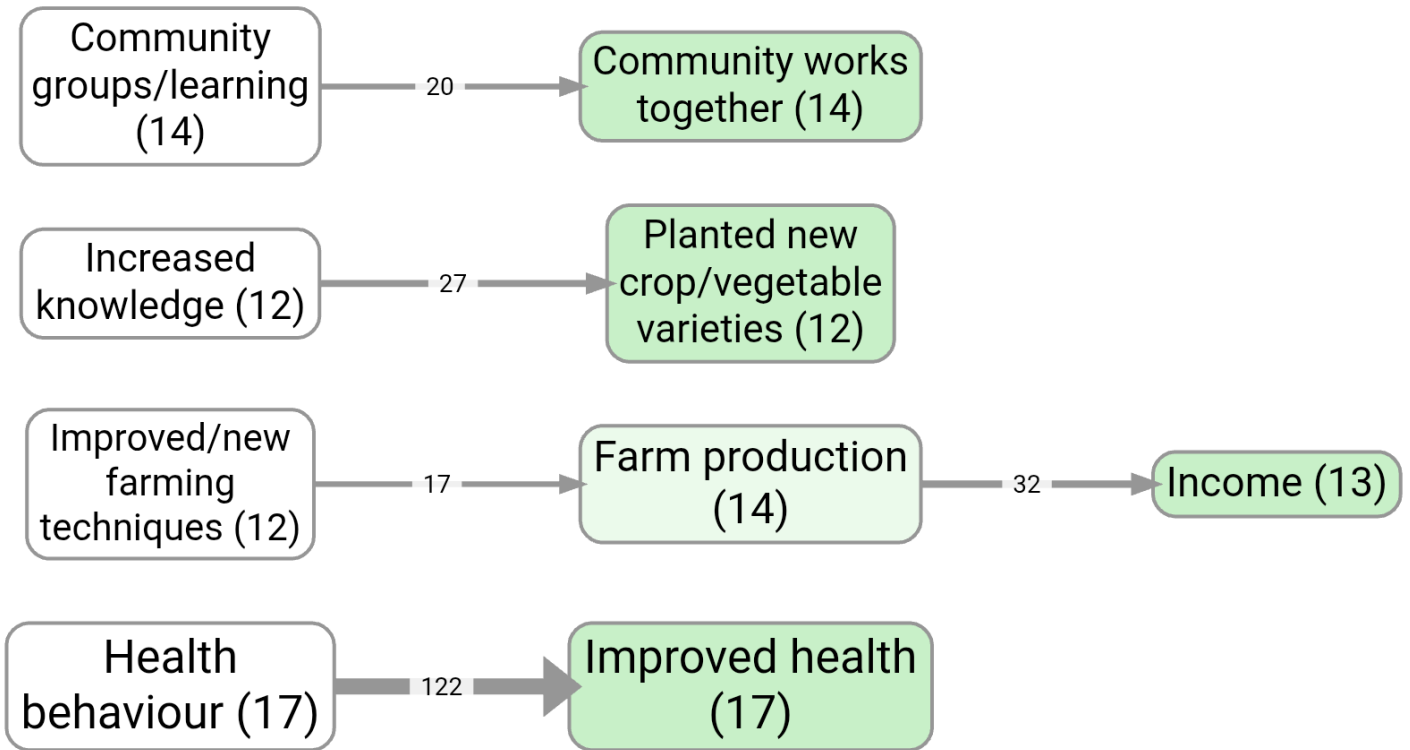 Community
groups/learning
(14)
20
Community works
together (14)
Increased
knowledge (12)
27
Planted new
crop/vegetable
varieties (12)
Improved/new
farming
techniques (12)
17
Farm production
(14)
32
Income (13)
Health
behaviour (17)
122
Improved health
(17)